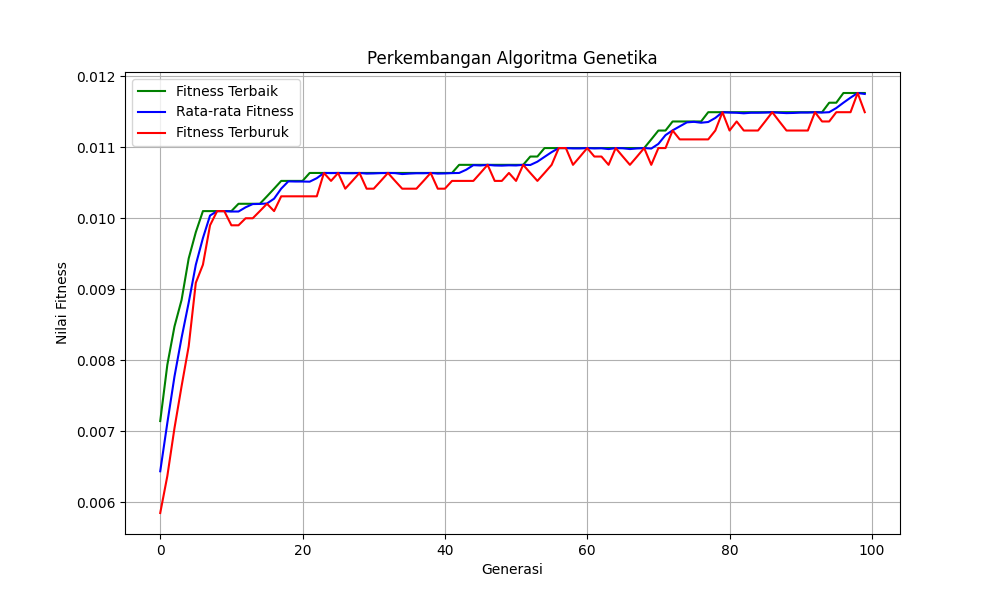 Perkembangan Algoritma Genetika
Fitness Terbaik
Rata-rata Fitness
Fitness Terburuk
0.012
0.011
0.010
0.009
0.008
0.007
0.006
Nilai Fitness
0 20 40 60 80 100
Generasi